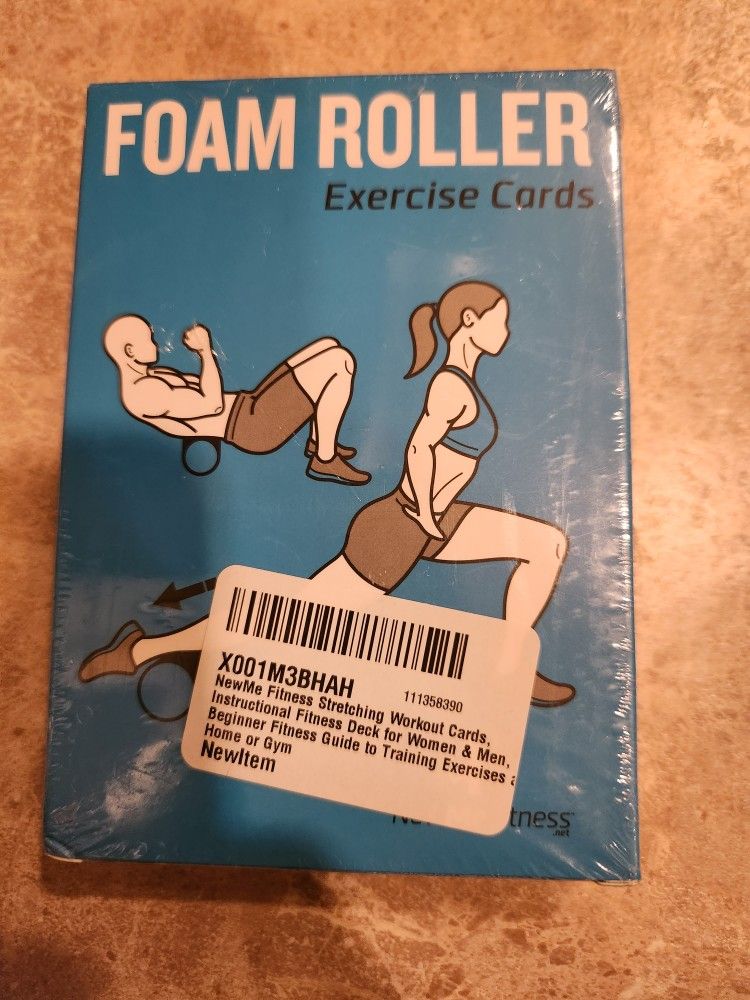 FOAM ROLLER
Exercise Cards
X001M3BHAH
111358390
NewMe Fitness Stretching Workout Cards,
Instructional Fitness Deck for Women & Men,
Beginner Fitness Guide to Training Exercises
Home or Gym
NewItem
tness
.net